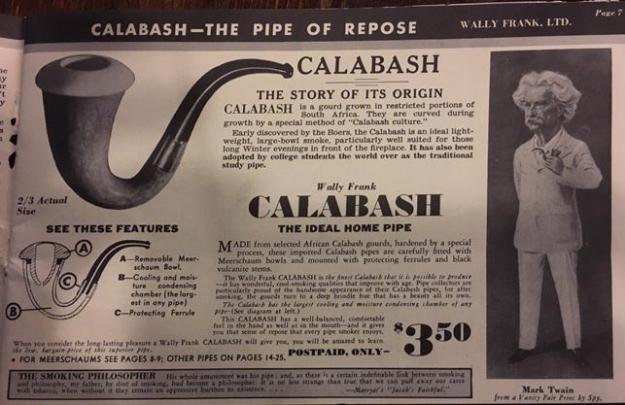 Page 7
CALABASH—THE PIPE OF REPOSE
WALLY FRANK, LTD.
CALABASH
THE STORY OF ITS ORIGIN
CALABASH is a gourd grown in restricted portions of
South Africa. They are curved during
growth by a special method of "Calabash culture."
Early discovered by the Boers, the Calabash is an ideal light-
weight, large-bowl smoke, particularly well suited for those
long Winter evenings in front of the fireplace. It has also been
adopted by college students the world over as the traditional
study pipe.
2/3 Actual
Size
SEE THESE FEATURES
A
A—Removable Meer-
schaum Bowl.
B—Cooling and mois-
ture condensing
chamber (the larg-
est in any pipe)
C
C—Protecting Ferrule
B
Wally Frank
CALABASH
THE IDEAL HOME PIPE
MADE from selected African Calabash gourds, hardened by a special
process, these imported Calabash pipes are carefully fitted with
Meerschaum bowls and mounted with protecting ferrules and black
vulcanite stems.
The Wally Frank CALABASH is the finest Calabash that it is possible to produce
—it has wonderful, cool-smoking qualities that improve with age. Pipe collectors are
particularly proud of the handsome appearance of their Calabash pipes, for after
smoking, the gourds turn to a deep brindle hue that has a beauty all its own.
The Calabash has the largest cooling and moisture condensing chamber of any
pipe—(See diagram at left.)
This CALABASH has a well-balanced, comfortable
feel in the hand as well as in the mouth—and it gives
you that sense of repose that every pipe smoker enjoys.
When you consider the long-lasting pleasure a Wally Frank CALABASH will give you, you will be amazed to learn
the low, bargain-price of this superior pipe.
POSTPAID, ONLY—
$3.50
• FOR MEERSCHAUMS SEE PAGES 8-9; OTHER PIPES ON PAGES 14-25.
THE SMOKING PHILOSOPHER His whole amusement was his pipe; and, as there is a certain indefinable link between smoking
and philosophy, my father, by dint of smoking, had become a philosopher. It is no less strange than true that we can puff away our cares
with tobacco, when without it they remain an oppressive burthen to existence.
—Marryat's "Jacob Faithful."
Mark Twain
from a Vanity Fair Print by Spy.